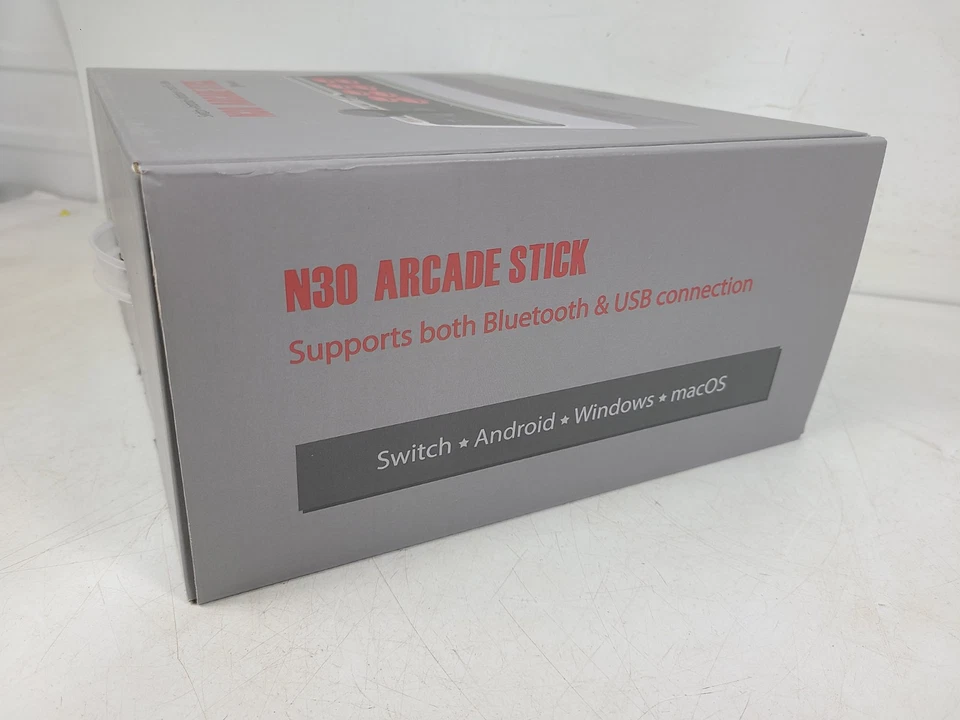 N30 ARCADE STICK
Supports both Bluetooth & USB connection
Switch ★ Android ★ Windows ★ macOS